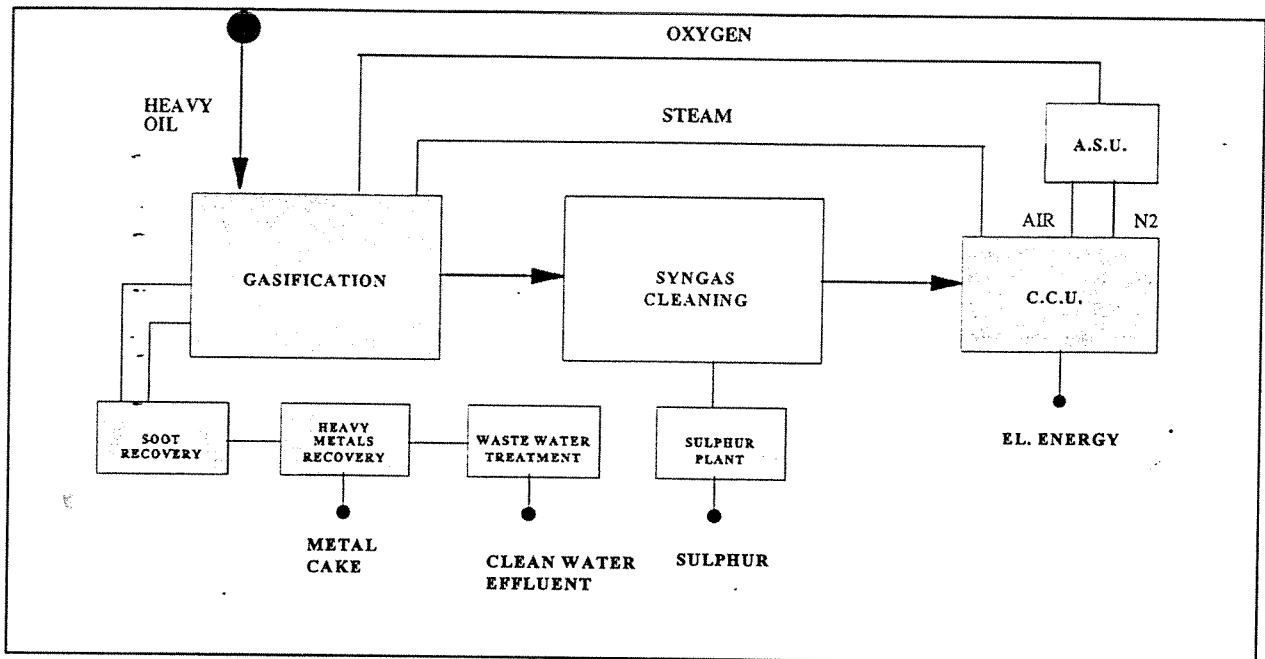 OXYGEN
HEAVY
OIL
STEAM
A.S.U.
AIR
N2
GASIFICATION
SYNGAS
CLEANING
C.C.U.
SOOT
RECOVERY
HEAVY
METALS
RECOVERY
WASTE WATER
TREATMENT
SULPHUR
PLANT
EL. ENERGY
METAL
CAKE
CLEAN WATER
EFFLUENT
SULPHUR